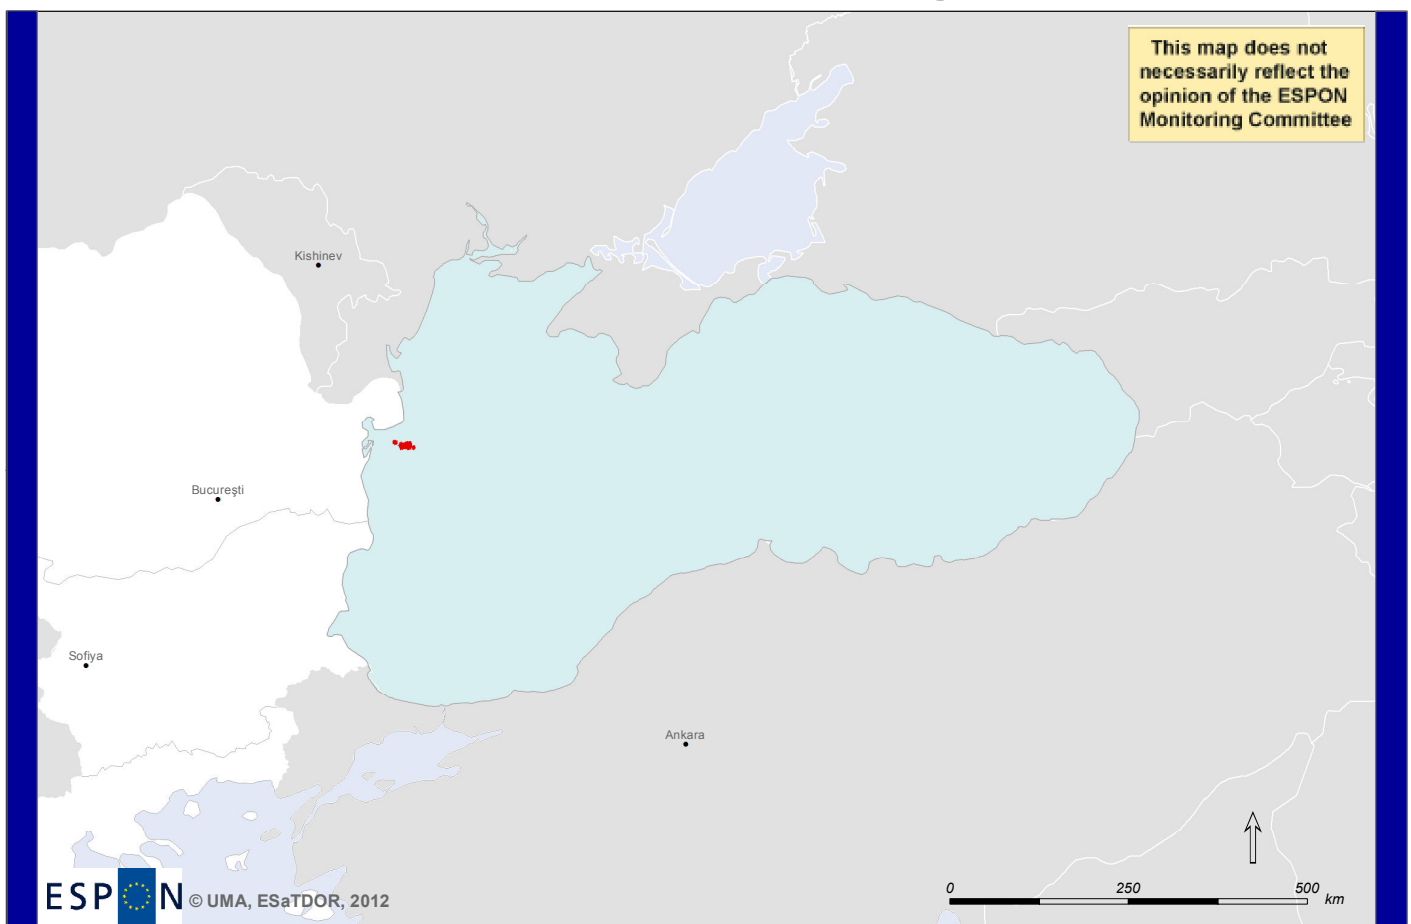 This map does not
necessarily reflect the
opinion of the ESPON
Monitoring Committee
Kishinev
Bucureşti
Sofiya
Ankara
ESPON © UMA, ESaTDOR, 2012
0 250 500 km